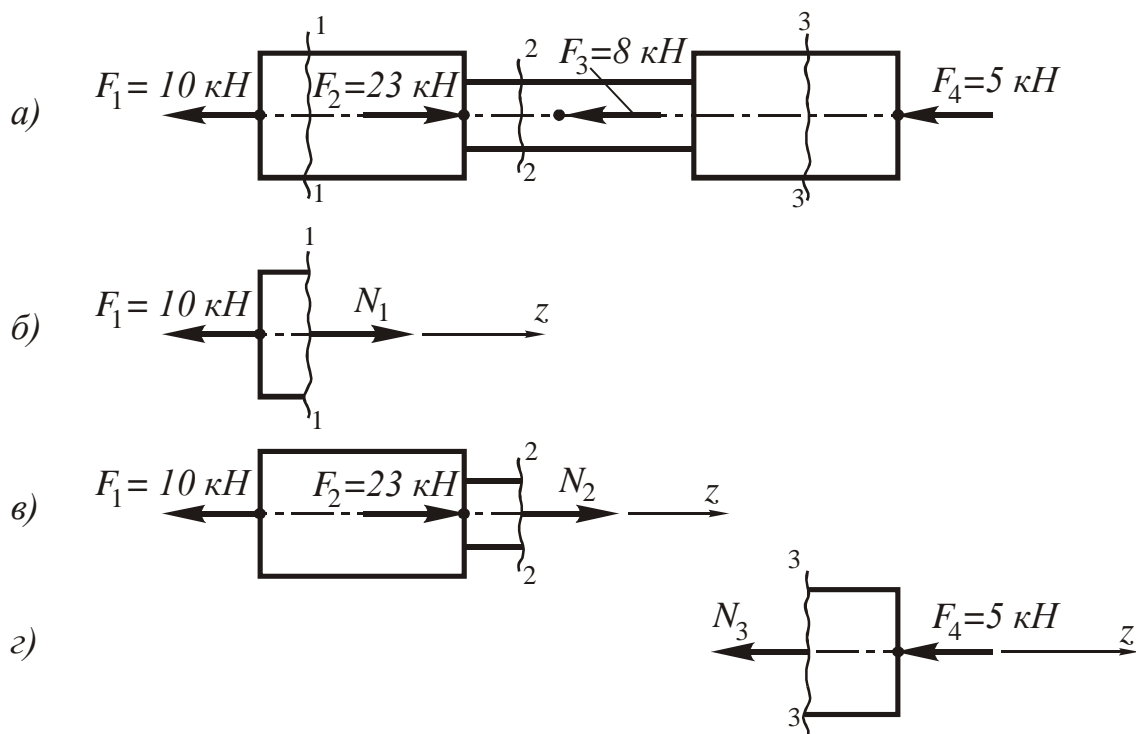 1
3
2
F₁= 10 кН
F₂=23 кН
F₃=8 кН
F₄=5 кН
а)
2
1
3
1
F₁= 10 кН
N₁
z
б)
1
2
F₁= 10 кН
F₂=23 кН
N₂
z
в)
2
3
N₃
F₄=5 кН
z
г)
3